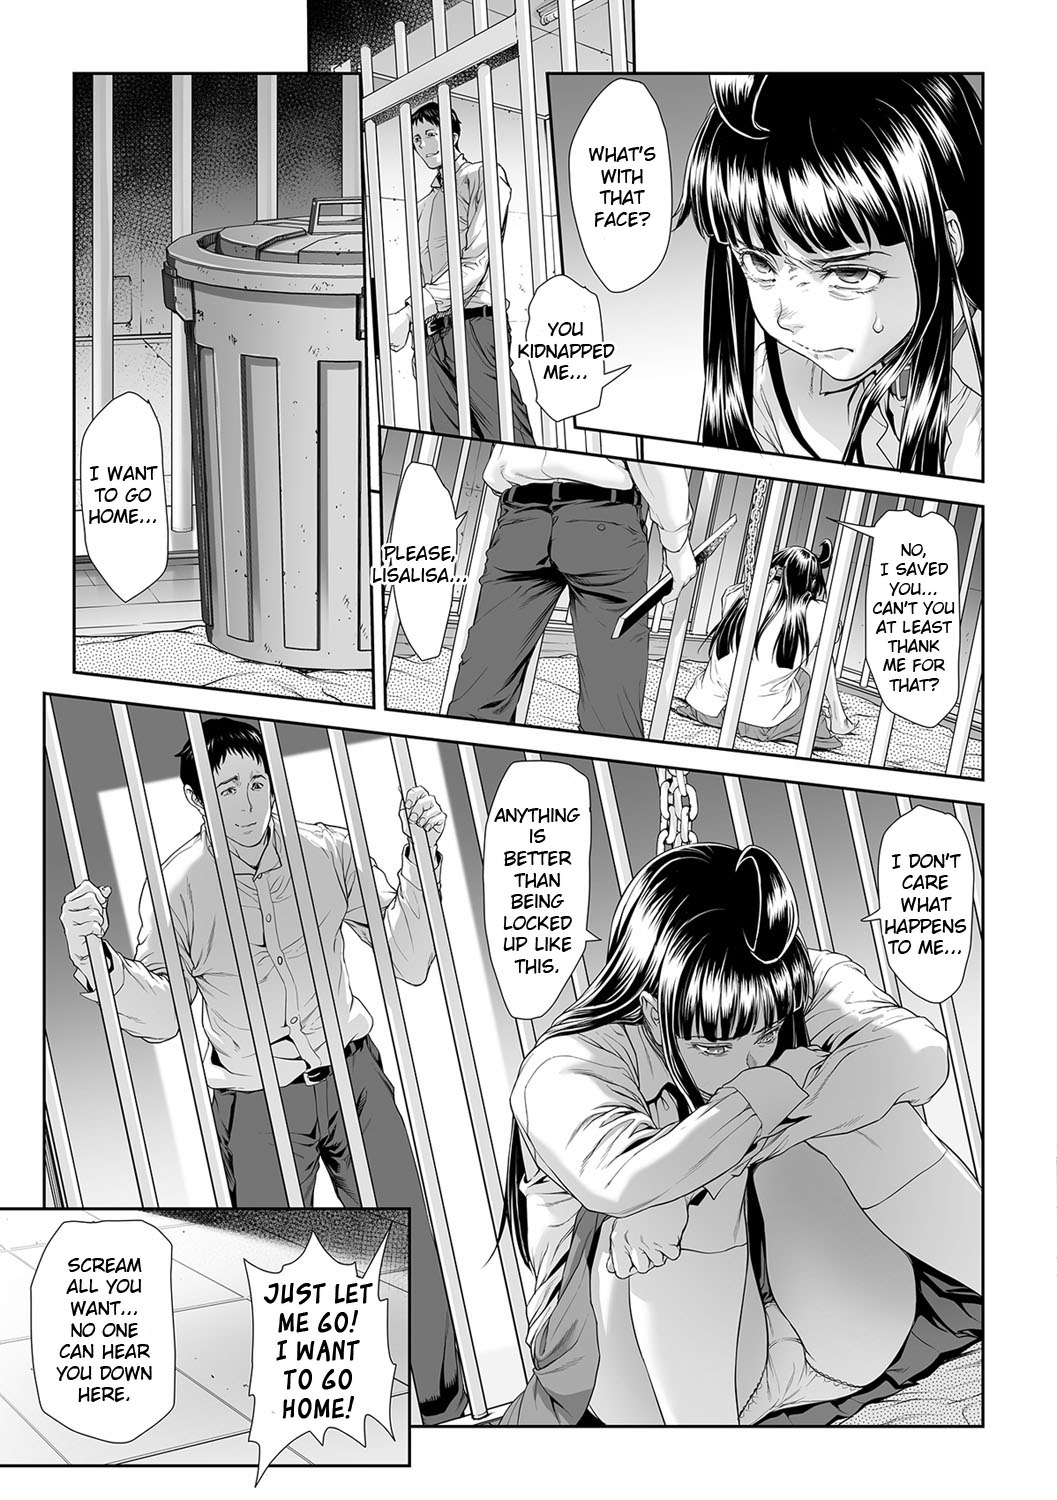 WHAT'S
WITH
THAT
FACE?
YOU
KIDNAPPED
ME...
NO,
I SAVED
YOU...
CAN'T YOU
AT LEAST
THANK
ME FOR
THAT?
PLEASE,
LISALISA...
I WANT
TO GO
HOME...
I DON'T
CARE
WHAT
HAPPENS
TO ME...
ANYTHING
IS
BETTER
THAN
BEING
LOCKED
UP LIKE
THIS.
JUST LET
ME GO!
I WANT
TO GO
HOME!
SCREAM
ALL YOU
WANT...
NO ONE
CAN HEAR
YOU DOWN
HERE.